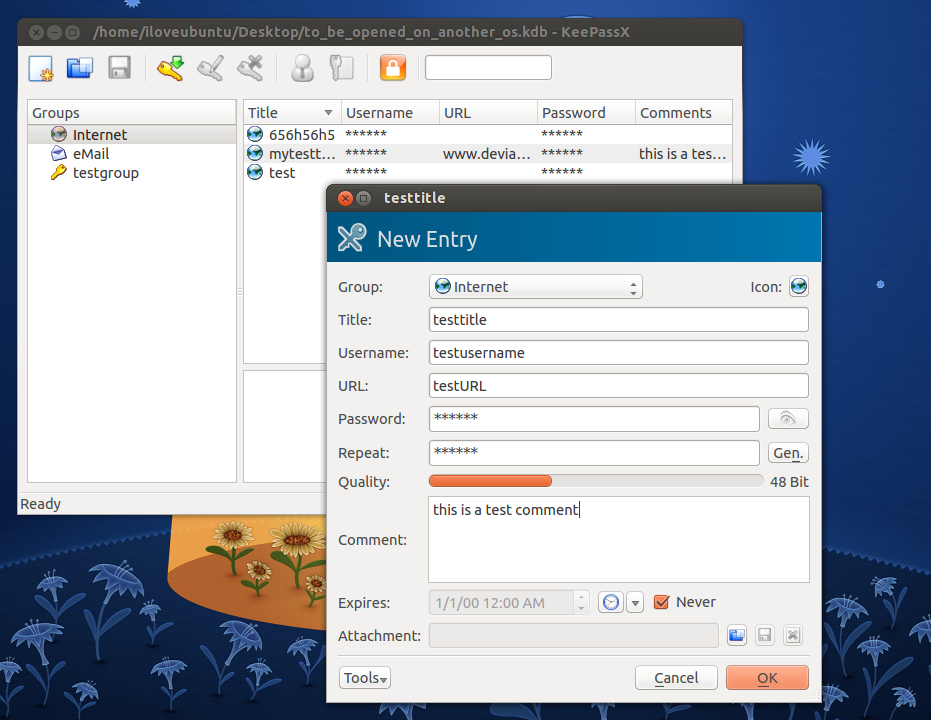 /home/iloveubuntu/Desktop/to_be_opened_on_another_os.kdb - KeePassX
Groups
Internet
eMail
testgroup
Title Username URL Password Comments
656h56h5 ****** ******
mytestt... ****** www.devia... ****** this is a tes...
test ****** ******
Ready
testtitle
New Entry
Group: Internet Icon:
Title: testtitle
Username: testusername
URL: testURL
Password: ******
Repeat: ****** Gen.
Quality: 48 Bit
Comment: this is a test comment
Expires: 1/1/00 12:00 AM Never
Attachment:
Tools Cancel OK